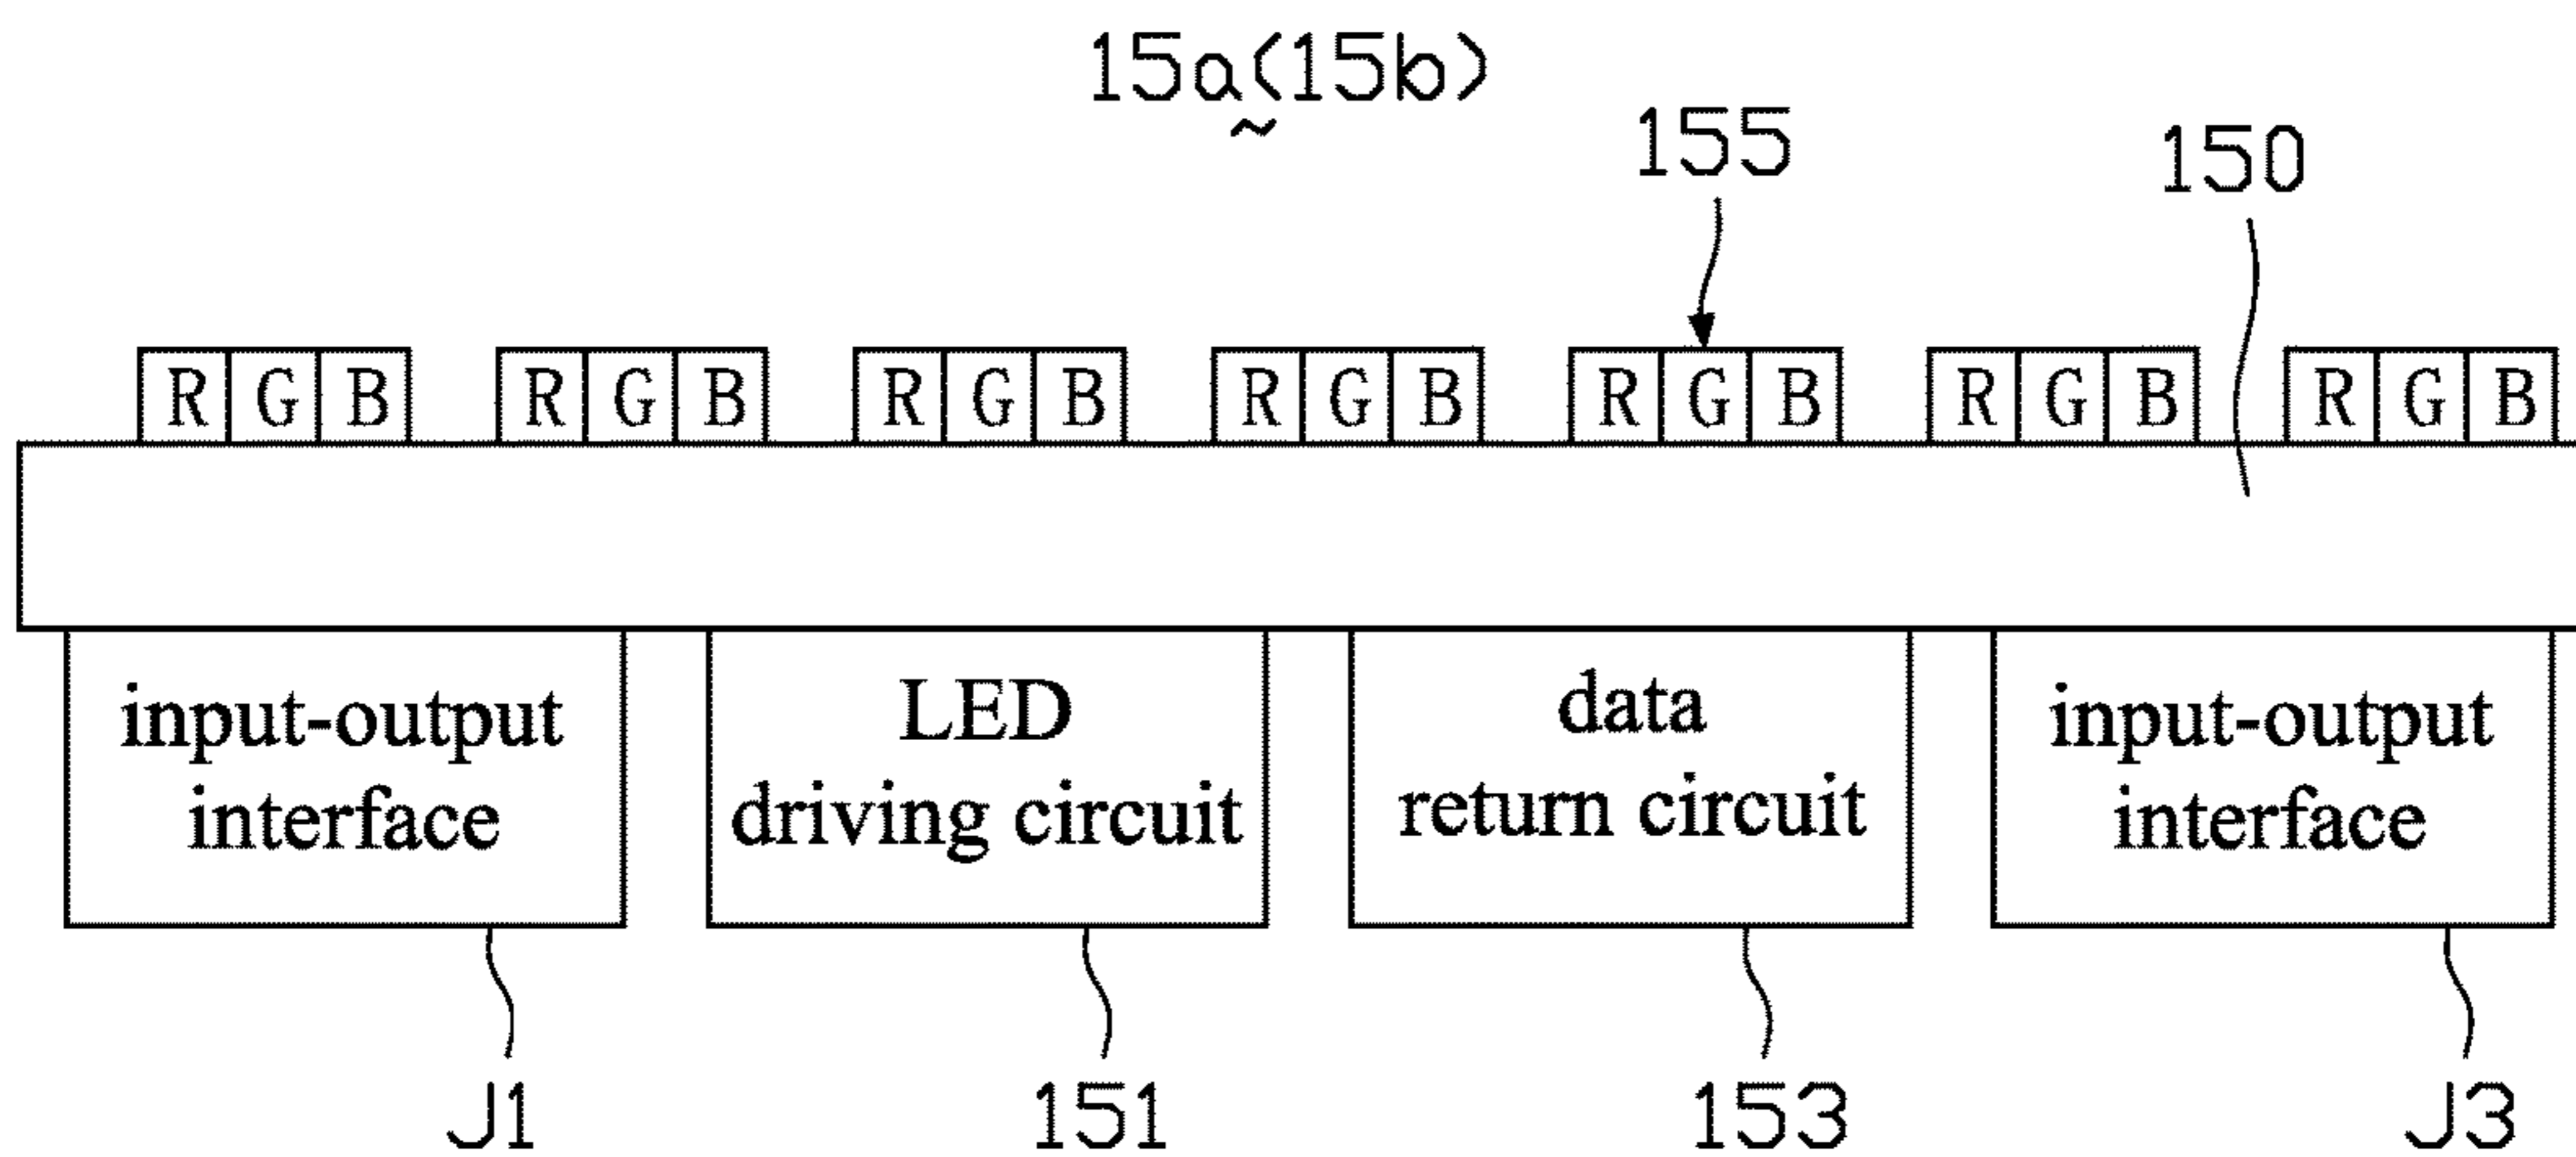 15a(15b)
155
150
R G B R G B R G B R G B R G B R G B R G B
input-output
interface
LED
driving circuit
data
return circuit
input-output
interface
J1
151
153
J3